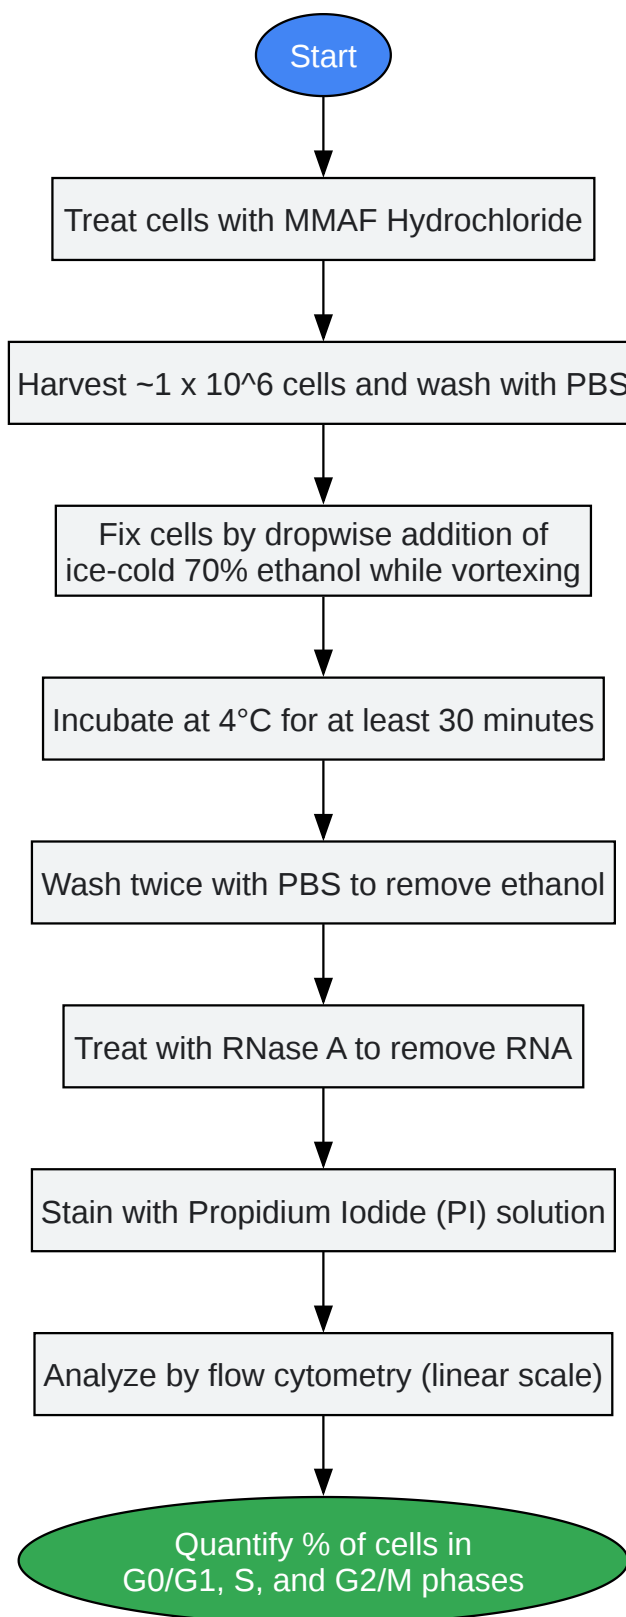 Start
Treat cells with MMAF Hydrochloride
Harvest ~1 x 10^6 cells and wash with PBS
Fix cells by dropwise addition of
ice-cold 70% ethanol while vortexing
Incubate at 4°C for at least 30 minutes
Wash twice with PBS to remove ethanol
Treat with RNase A to remove RNA
Stain with Propidium Iodide (PI) solution
Analyze by flow cytometry (linear scale)
Quantify % of cells in
G0/G1, S, and G2/M phases